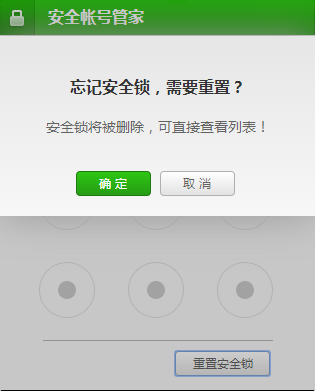 安全帐号管家
忘记安全锁，需要重置？
安全锁将被删除，可直接查看列表！
确 定
取 消
重置安全锁